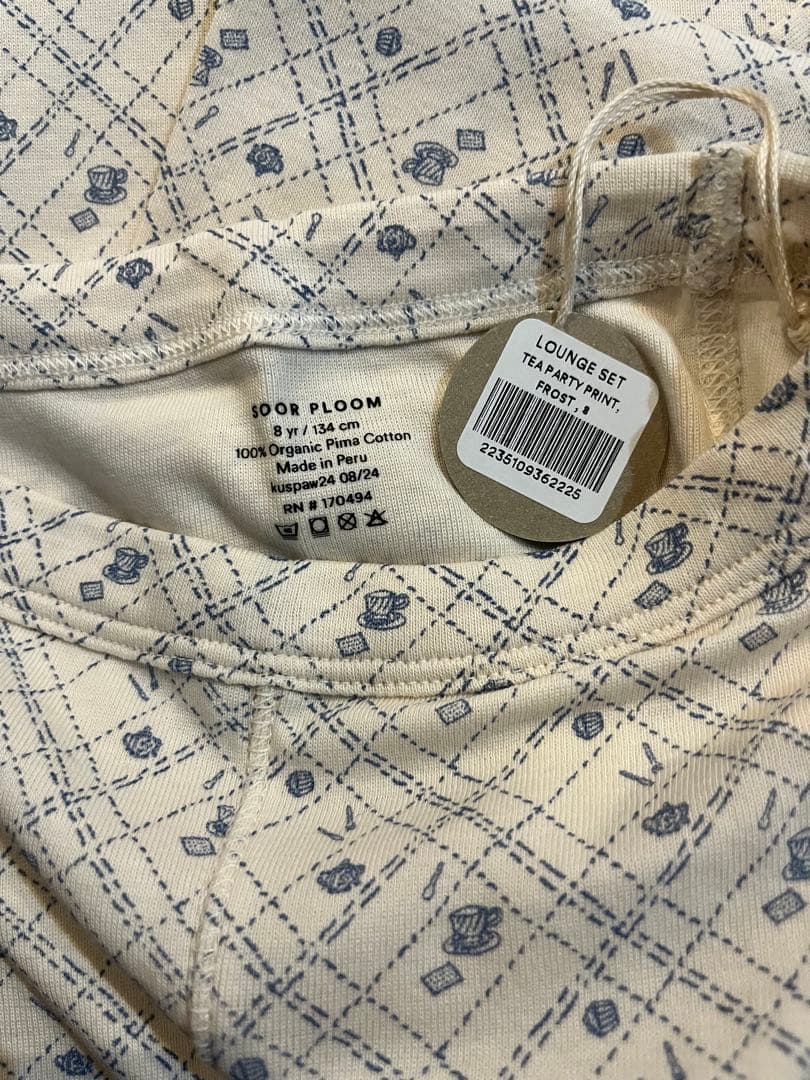 SOOR PLOOM
8 yr / 134 cm
100% Organic Pima Cotton
Made in Peru
kuspaw24 08/24
RN # 170494
LOUNGE SET
TEA PARTY PRINT,
FROST , 8
2235109362225